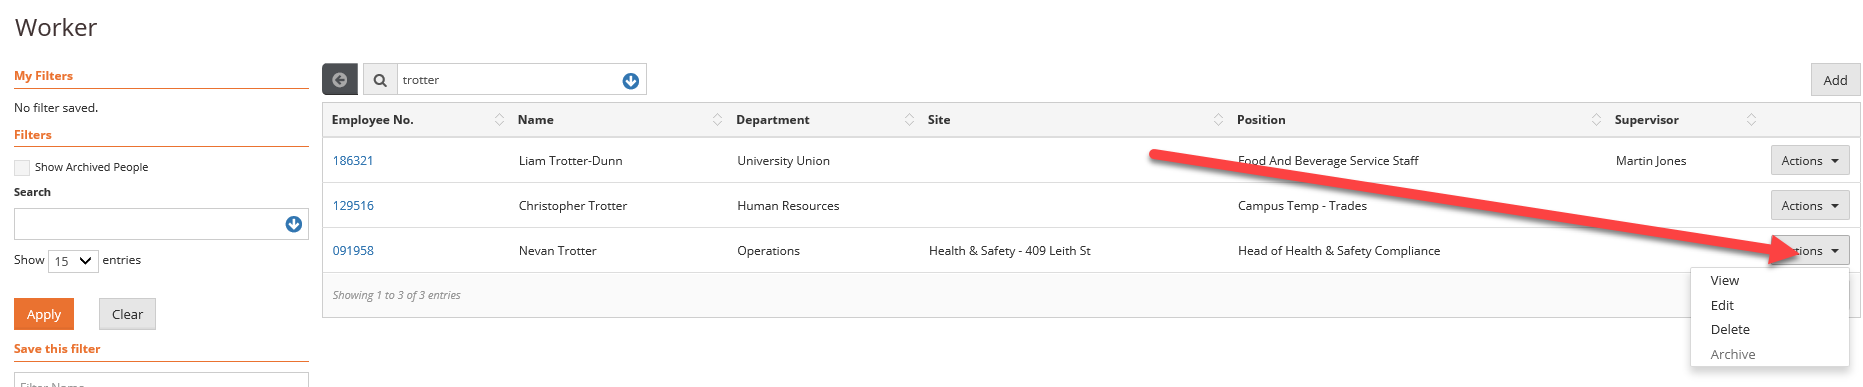 Worker
My Filters
No filter saved.
Filters
Show Archived People
Search
Show 15 entries
Apply Clear
Save this filter
Filter Name
trotter
Add
Employee No. Name Department Site Position Supervisor
186321 Liam Trotter-Dunn University Union Food And Beverage Service Staff Martin Jones Actions
129516 Christopher Trotter Human Resources Campus Temp - Trades Actions
091958 Nevan Trotter Operations Health & Safety - 409 Leith St Head of Health & Safety Compliance Actions
Showing 1 to 3 of 3 entries
View
Edit
Delete
Archive